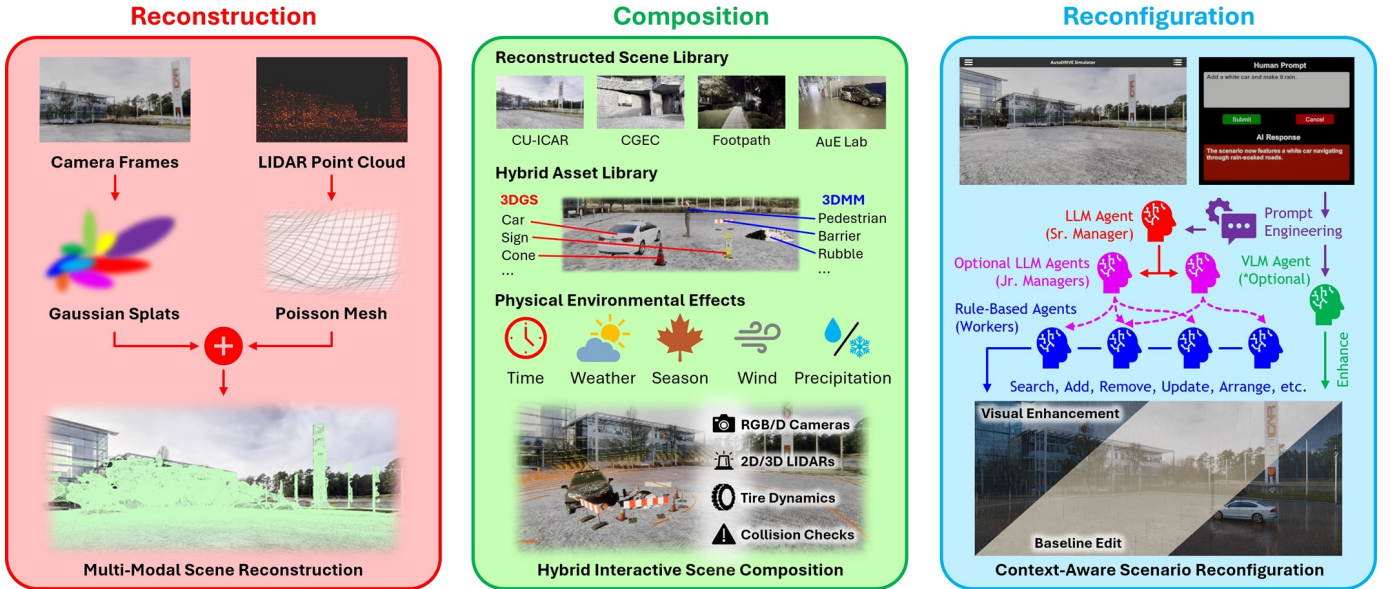 Reconstruction
Camera Frames
LIDAR Point Cloud
Gaussian Splats
Poisson Mesh
Multi-Modal Scene Reconstruction
Composition
Reconstructed Scene Library
CU-ICAR
CGEC
Footpath
AuE Lab
Hybrid Asset Library
3DGS
Car
Sign
Cone
...
3DMM
Pedestrian
Barrier
Rubble
...
Physical Environmental Effects
Time
Weather
Season
Wind
Precipitation
RGB/D Cameras
2D/3D LIDARs
Tire Dynamics
Collision Checks
Hybrid Interactive Scene Composition
Reconfiguration
AutoDRIVE Simulator
Human Prompt
Add a white car and make it rain.
Submit
Cancel
AI Response
The scenario now features a white car navigating
through rain-soaked roads.
LLM Agent
(Sr. Manager)
Prompt
Engineering
Optional LLM Agents
(Jr. Managers)
VLM Agent
(*Optional)
Rule-Based Agents
(Workers)
Enhance
Search, Add, Remove, Update, Arrange, etc.
Visual Enhancement
Baseline Edit
Context-Aware Scenario Reconfiguration